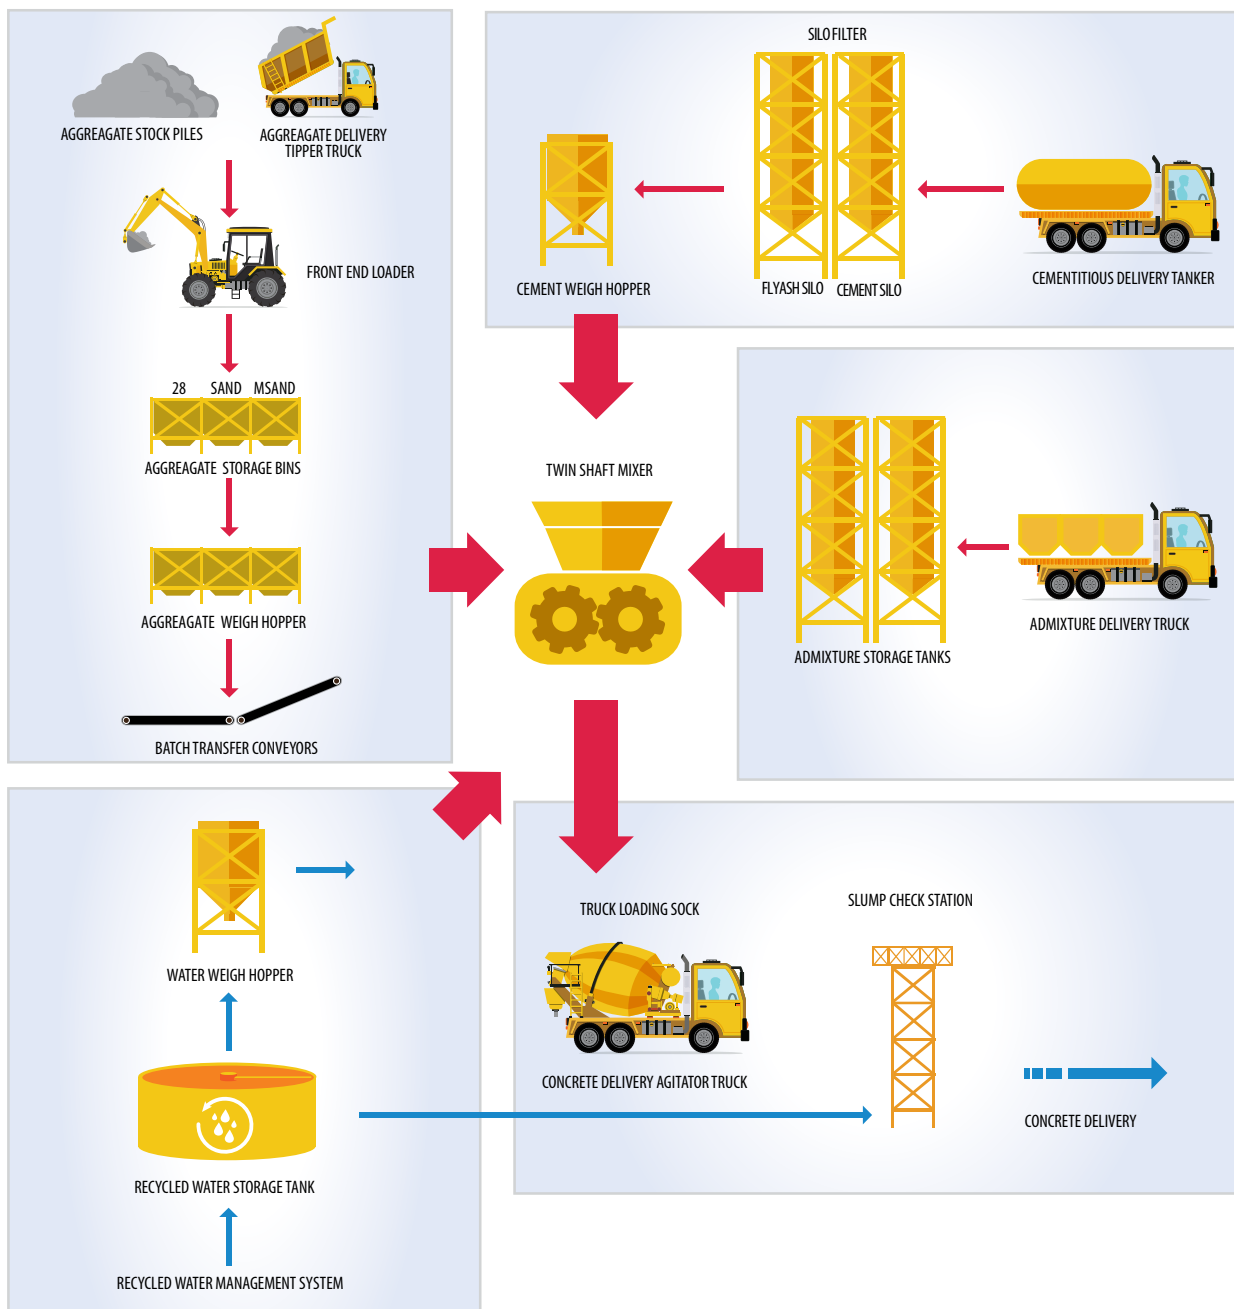 AGGREAGATE STOCK PILES
AGGREAGATE DELIVERY
TIPPER TRUCK
FRONT END LOADER
28 SAND MSAND
AGGREAGATE STORAGE BINS
AGGREAGATE WEIGH HOPPER
BATCH TRANSFER CONVEYORS
SILO FILTER
CEMENT WEIGH HOPPER
FLYASH SILO
CEMENT SILO
CEMENTITIOUS DELIVERY TANKER
TWIN SHAFT MIXER
ADMIXTURE STORAGE TANKS
ADMIXTURE DELIVERY TRUCK
WATER WEIGH HOPPER
RECYCLED WATER STORAGE TANK
RECYCLED WATER MANAGEMENT SYSTEM
TRUCK LOADING SOCK
CONCRETE DELIVERY AGITATOR TRUCK
SLUMP CHECK STATION
CONCRETE DELIVERY